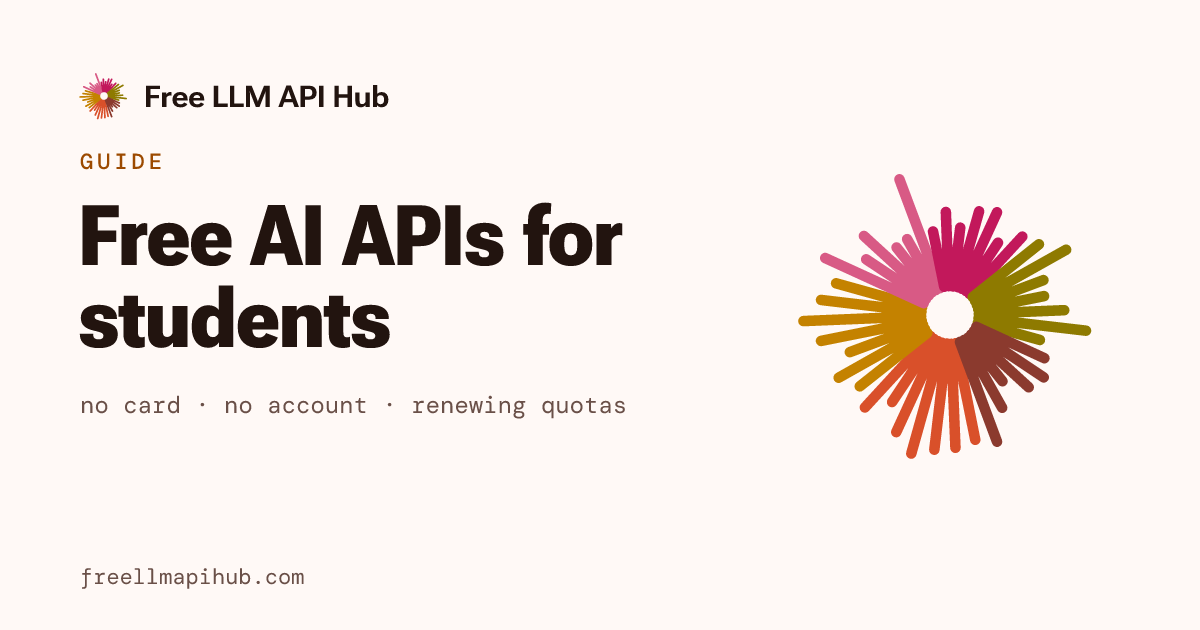 Free LLM API Hub
GUIDE
Free AI APIs for
students
no card · no account · renewing quotas
freellmapihub.com